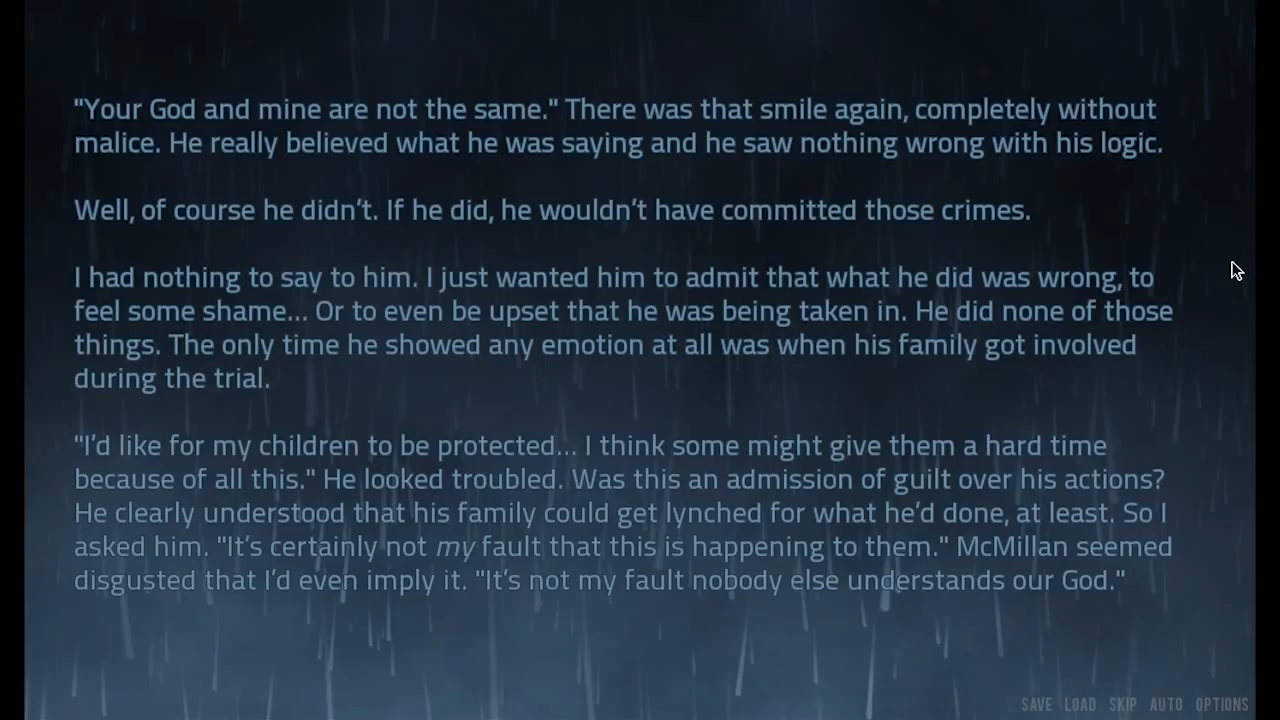 "Your God and mine are not the same." There was that smile again, completely without
malice. He really believed what he was saying and he saw nothing wrong with his logic.
Well, of course he didn't. If he did, he wouldn't have committed those crimes.
I had nothing to say to him. I just wanted him to admit that what he did was wrong, to
feel some shame... Or to even be upset that he was being taken in. He did none of those
things. The only time he showed any emotion at all was when his family got involved
during the trial.
"I'd like for my children to be protected... I think some might give them a hard time
because of all this." He looked troubled. Was this an admission of guilt over his actions?
He clearly understood that his family could get lynched for what he'd done, at least. So I
asked him. "It's certainly not my fault that this is happening to them." McMillan seemed
disgusted that I'd even imply it. "It's not my fault nobody else understands our God."
SAVE LOAD SKIP AUTO OPTIONS